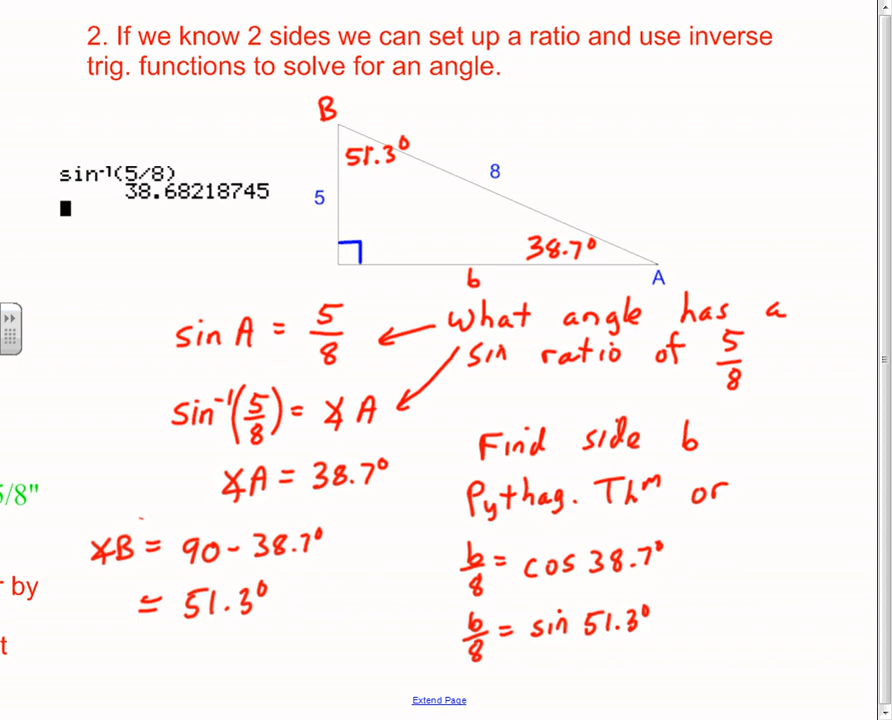 2. If we know 2 sides we can set up a ratio and use inverse
trig. functions to solve for an angle.
B
51.3°
sin⁻¹(5/8)
38.68218745
8
5
38.7°
b
A
sin A = 5/8
What angle has a
sin ratio of 5/8
sin⁻¹(5/8) = ∡A
Find side b
∡A = 38.7°
Pythag. Thm or
5/8"
∡B = 90 - 38.7°
b/8 = cos 38.7°
r by
= 51.3°
b/8 = sin 51.3°
t
Extend Page